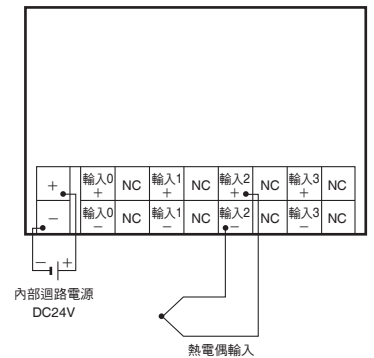 + 輸入0 + NC 輸入1 + NC 輸入2 + NC 輸入3 + NC
− 輸入0 − NC 輸入1 − NC 輸入2 − NC 輸入3 − NC
− +
內部迴路電源
DC24V
熱電偶輸入